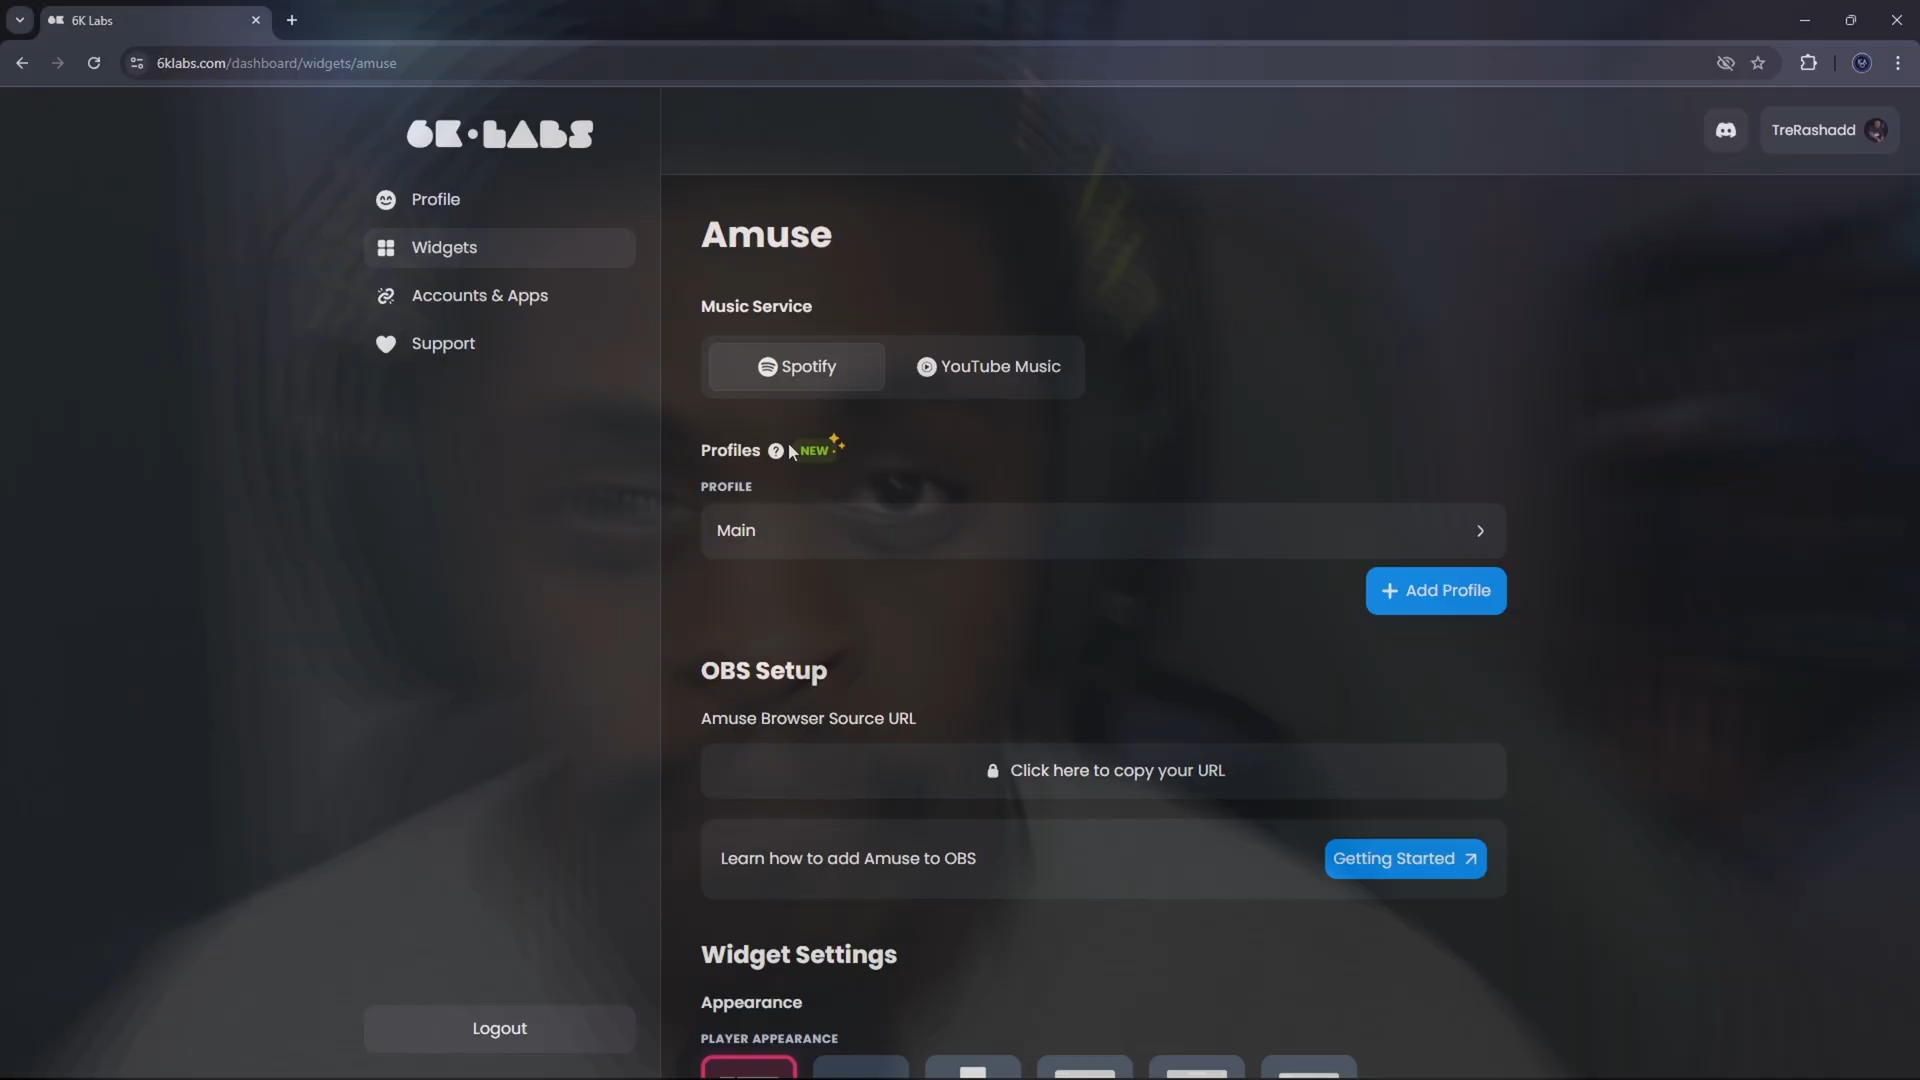 6K Labs
6klabs.com/dashboard/widgets/amuse
6K•LABS
TreRashadd
Profile
Widgets
Accounts & Apps
Support
Logout
Amuse
Music Service
Spotify
YouTube Music
Profiles ? NEW
PROFILE
Main
+ Add Profile
OBS Setup
Amuse Browser Source URL
Click here to copy your URL
Learn how to add Amuse to OBS
Getting Started
Widget Settings
Appearance
PLAYER APPEARANCE